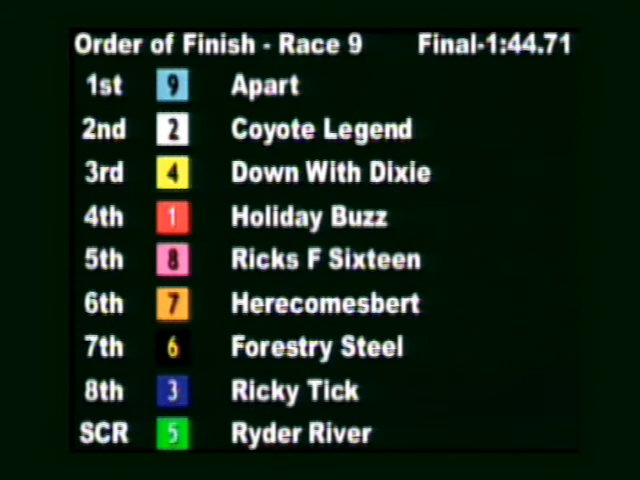 Order of Finish - Race 9 Final-1:44.71
1st 9 Apart
2nd 2 Coyote Legend
3rd 4 Down With Dixie
4th 1 Holiday Buzz
5th 8 Ricks F Sixteen
6th 7 Herecomesbert
7th 6 Forestry Steel
8th 3 Ricky Tick
SCR 5 Ryder River